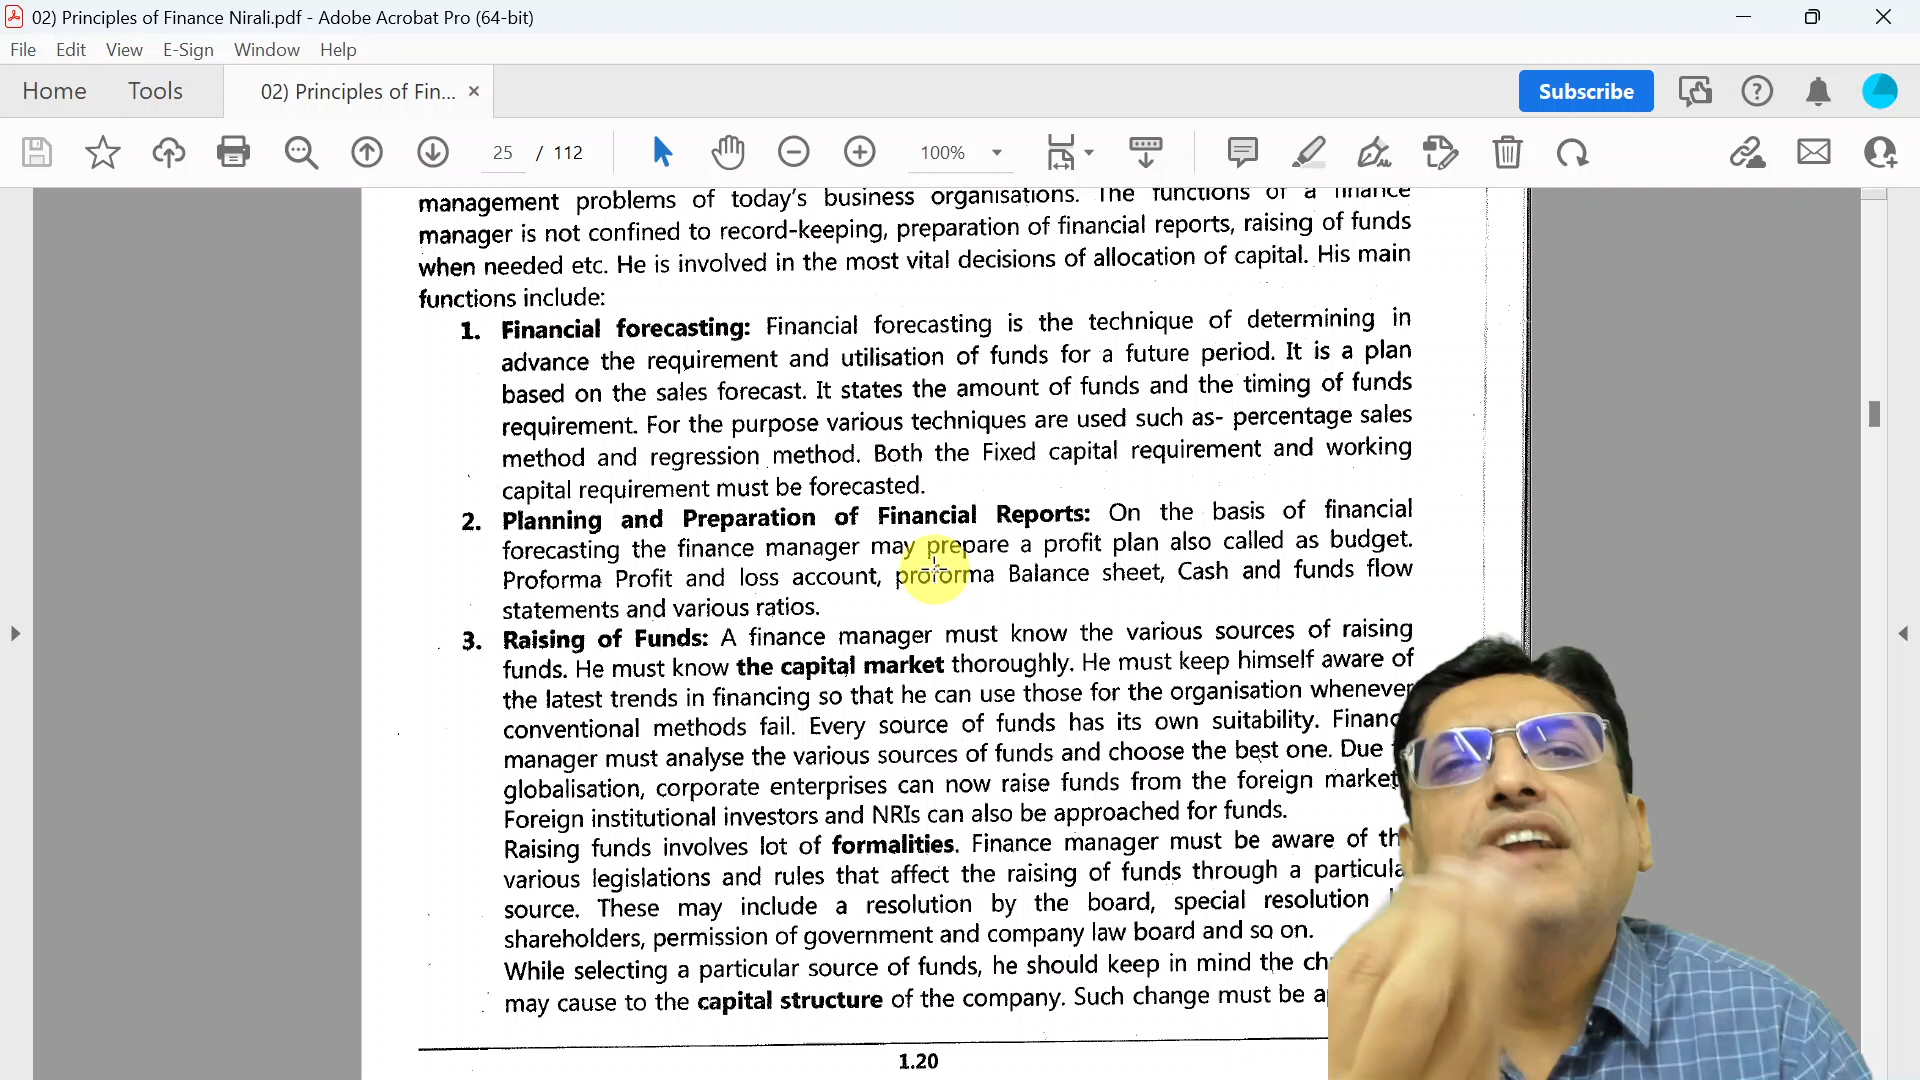 02) Principles of Finance Nirali.pdf - Adobe Acrobat Pro (64-bit)
File Edit View E-Sign Window Help
Home Tools 02) Principles of Fin... × Subscribe
25 / 112 100%
management problems of today's business organisations. The functions of a finance
manager is not confined to record-keeping, preparation of financial reports, raising of funds
when needed etc. He is involved in the most vital decisions of allocation of capital. His main
functions include:
1. Financial forecasting: Financial forecasting is the technique of determining in
advance the requirement and utilisation of funds for a future period. It is a plan
based on the sales forecast. It states the amount of funds and the timing of funds
requirement. For the purpose various techniques are used such as- percentage sales
method and regression method. Both the Fixed capital requirement and working
capital requirement must be forecasted.
2. Planning and Preparation of Financial Reports: On the basis of financial
forecasting the finance manager may prepare a profit plan also called as budget.
Proforma Profit and loss account, proforma Balance sheet, Cash and funds flow
statements and various ratios.
3. Raising of Funds: A finance manager must know the various sources of raising
funds. He must know the capital market thoroughly. He must keep himself aware of
the latest trends in financing so that he can use those for the organisation whenever
conventional methods fail. Every source of funds has its own suitability. Financ
manager must analyse the various sources of funds and choose the best one. Due
globalisation, corporate enterprises can now raise funds from the foreign market
Foreign institutional investors and NRIs can also be approached for funds.
Raising funds involves lot of formalities. Finance manager must be aware of th
various legislations and rules that affect the raising of funds through a particula
source. These may include a resolution by the board, special resolution
shareholders, permission of government and company law board and so on.
While selecting a particular source of funds, he should keep in mind the ch
may cause to the capital structure of the company. Such change must be a
1.20